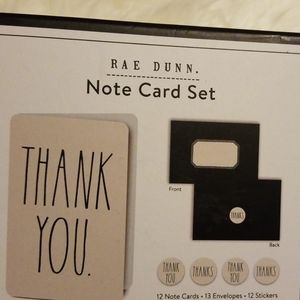 RAE DUNN.
Note Card Set
THANK
YOU.
Front
THANKS
Back
THANK
YOU
THANKS
THANK
YOU
THANKS
12 Note Cards • 13 Envelopes • 12 Stickers